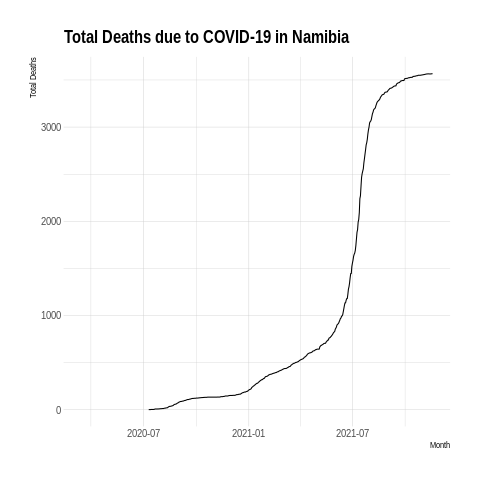 Total Deaths due to COVID-19 in Namibia
Total Deaths
3000
2000
1000
0
2020-07 2021-01 2021-07
Month